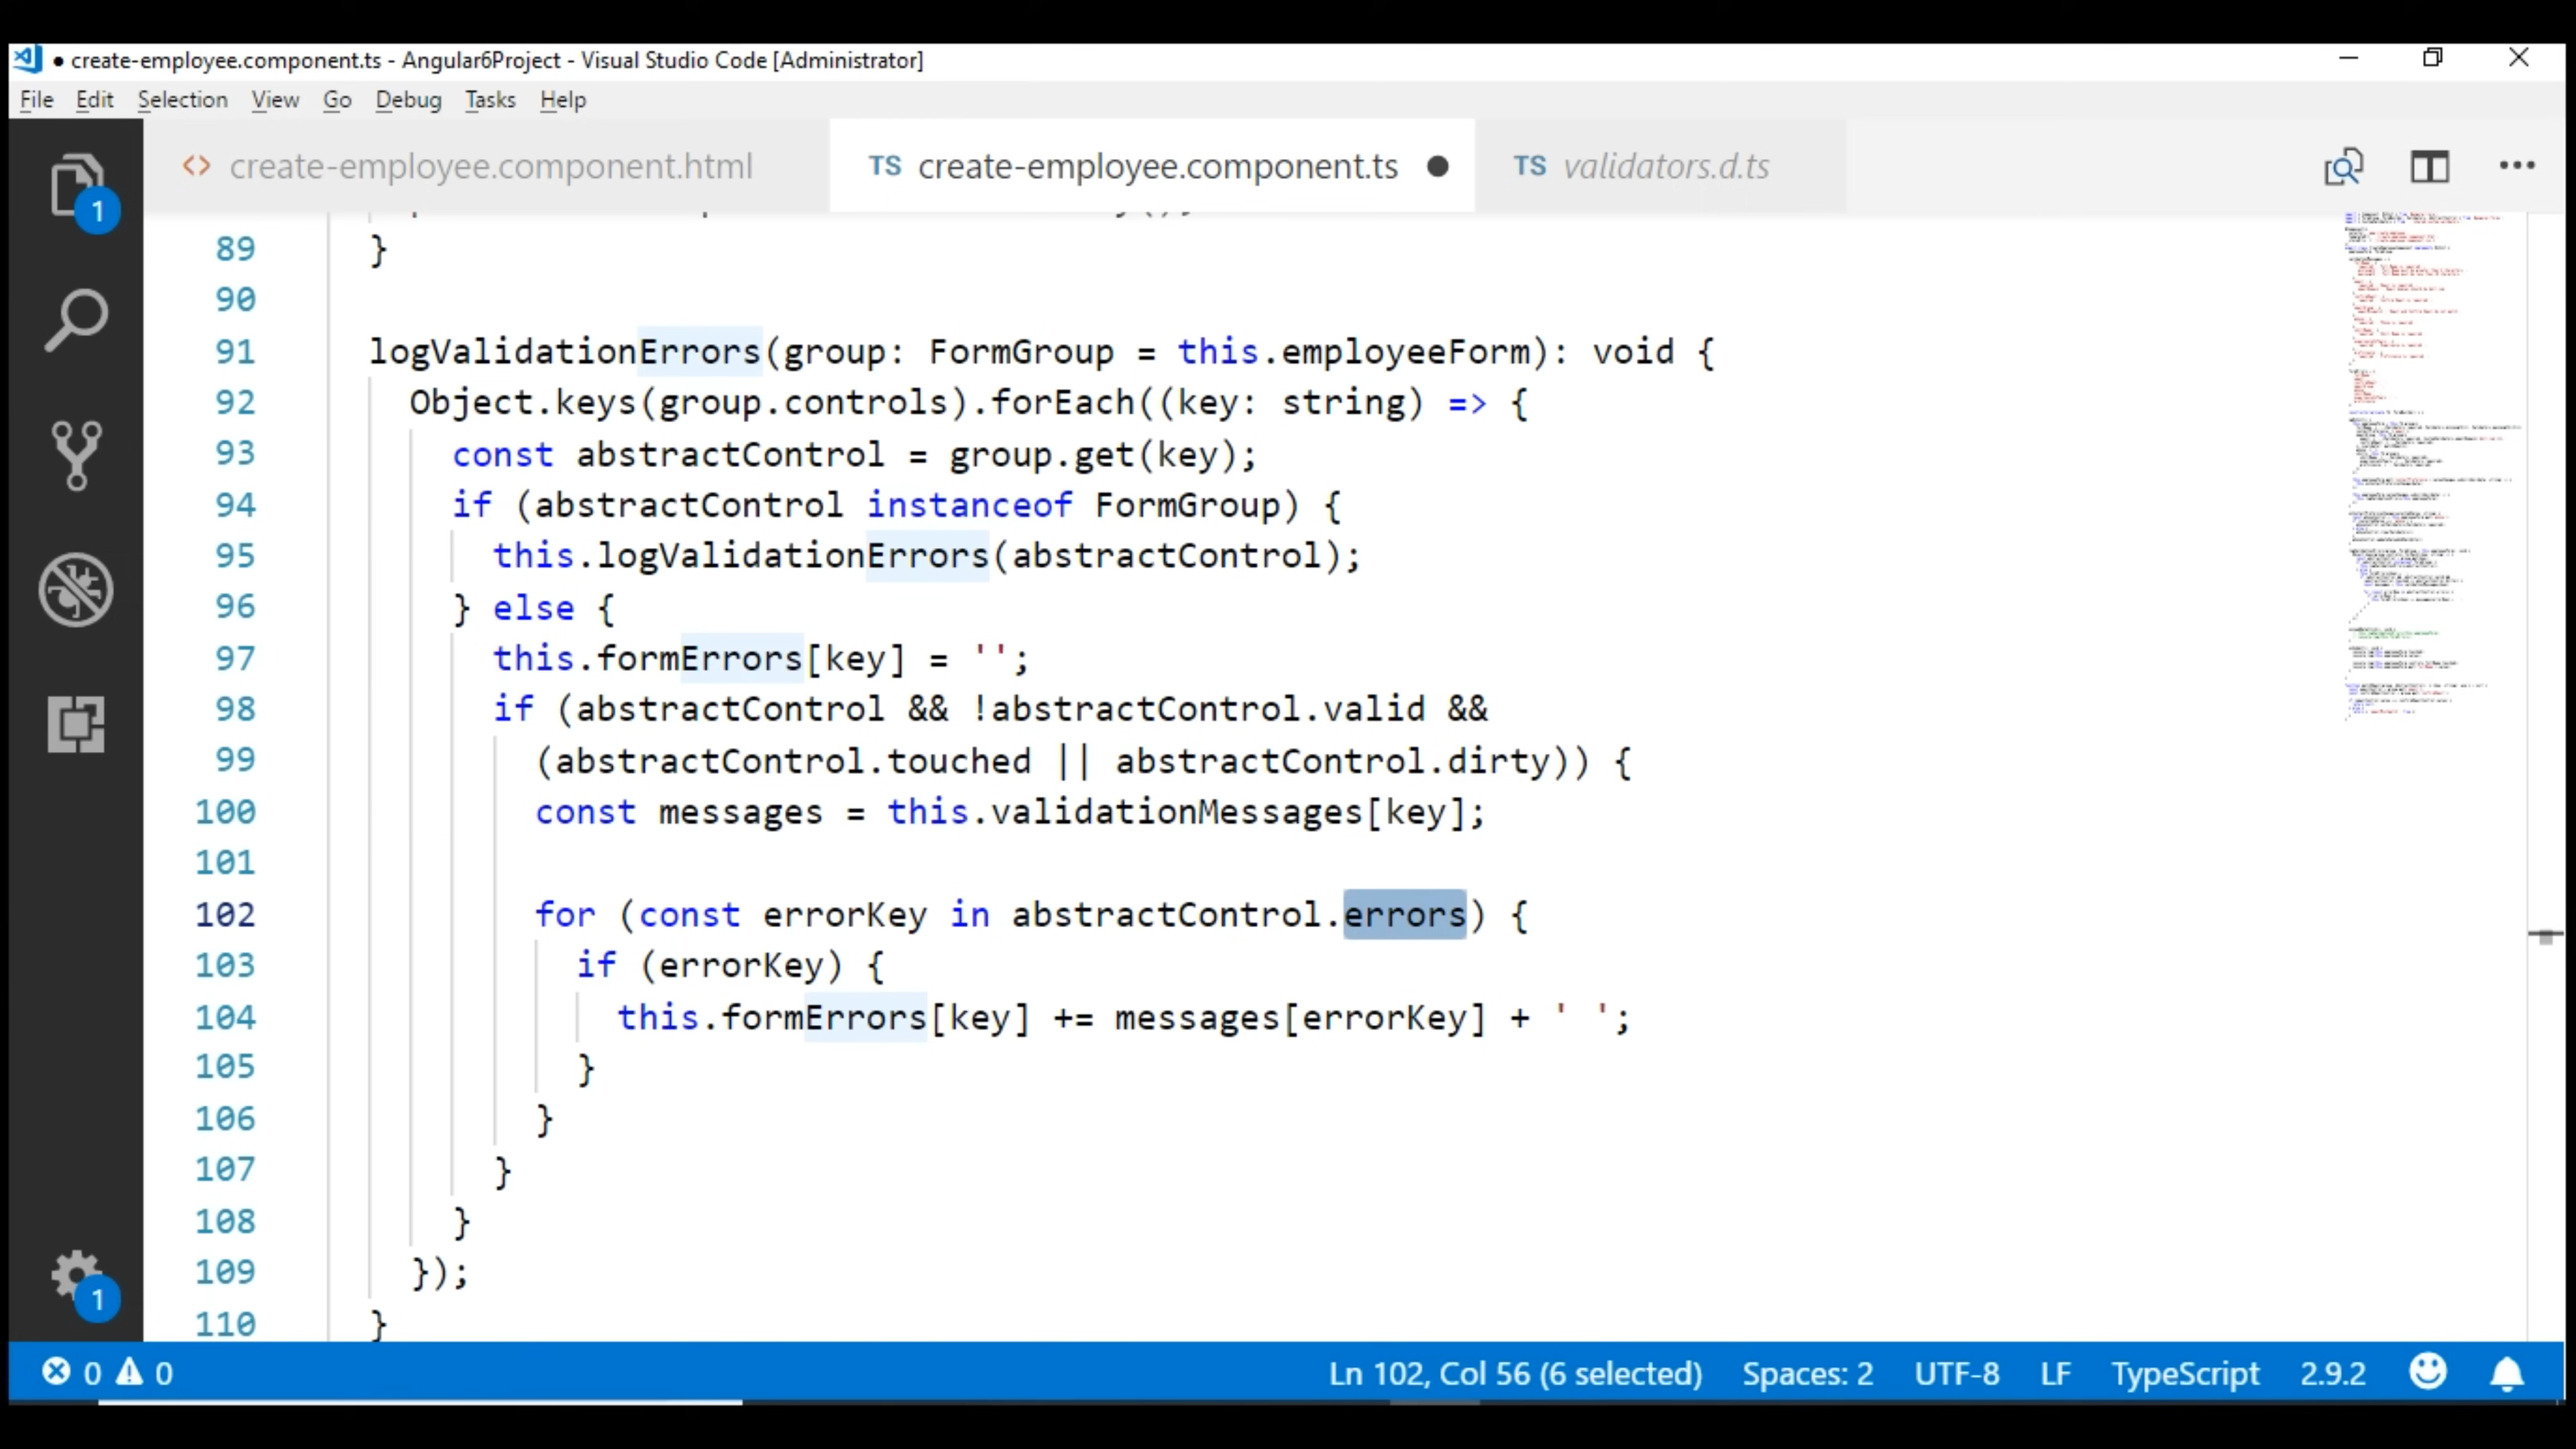 ● create-employee.component.ts - Angular6Project - Visual Studio Code [Administrator]
File Edit Selection View Go Debug Tasks Help
<> create-employee.component.html TS create-employee.component.ts ● TS validators.d.ts
1
89 }
90
91 logValidationErrors(group: FormGroup = this.employeeForm): void {
92 Object.keys(group.controls).forEach((key: string) => {
93 const abstractControl = group.get(key);
94 if (abstractControl instanceof FormGroup) {
95 this.logValidationErrors(abstractControl);
96 } else {
97 this.formErrors[key] = '';
98 if (abstractControl && !abstractControl.valid &&
99 (abstractControl.touched || abstractControl.dirty)) {
100 const messages = this.validationMessages[key];
101
102 for (const errorKey in abstractControl.errors) {
103 if (errorKey) {
104 this.formErrors[key] += messages[errorKey] + ' ';
105 }
106 }
107 }
108 }
109 });
110 }
1
0 0 Ln 102, Col 56 (6 selected) Spaces: 2 UTF-8 LF TypeScript 2.9.2